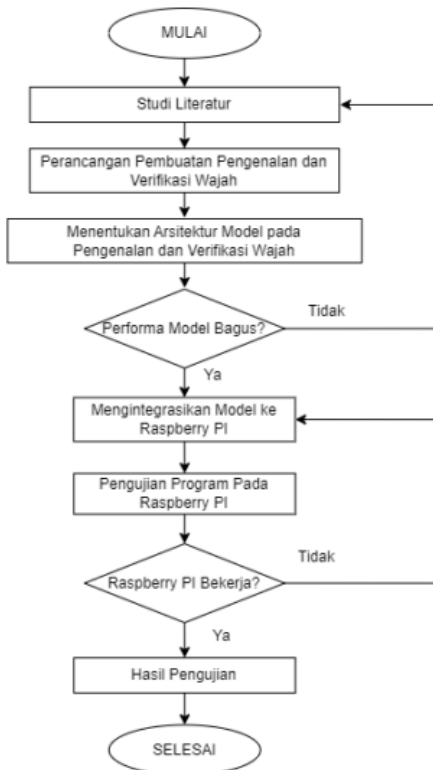 MULAI
Studi Literatur
Perancangan Pembuatan Pengenalan dan
Verifikasi Wajah
Menentukan Arsitektur Model pada
Pengenalan dan Verifikasi Wajah
Performa Model Bagus?
Tidak
Ya
Mengintegrasikan Model ke
Raspberry PI
Pengujian Program Pada
Raspberry PI
Raspberry PI Bekerja?
Tidak
Ya
Hasil Pengujian
SELESAI